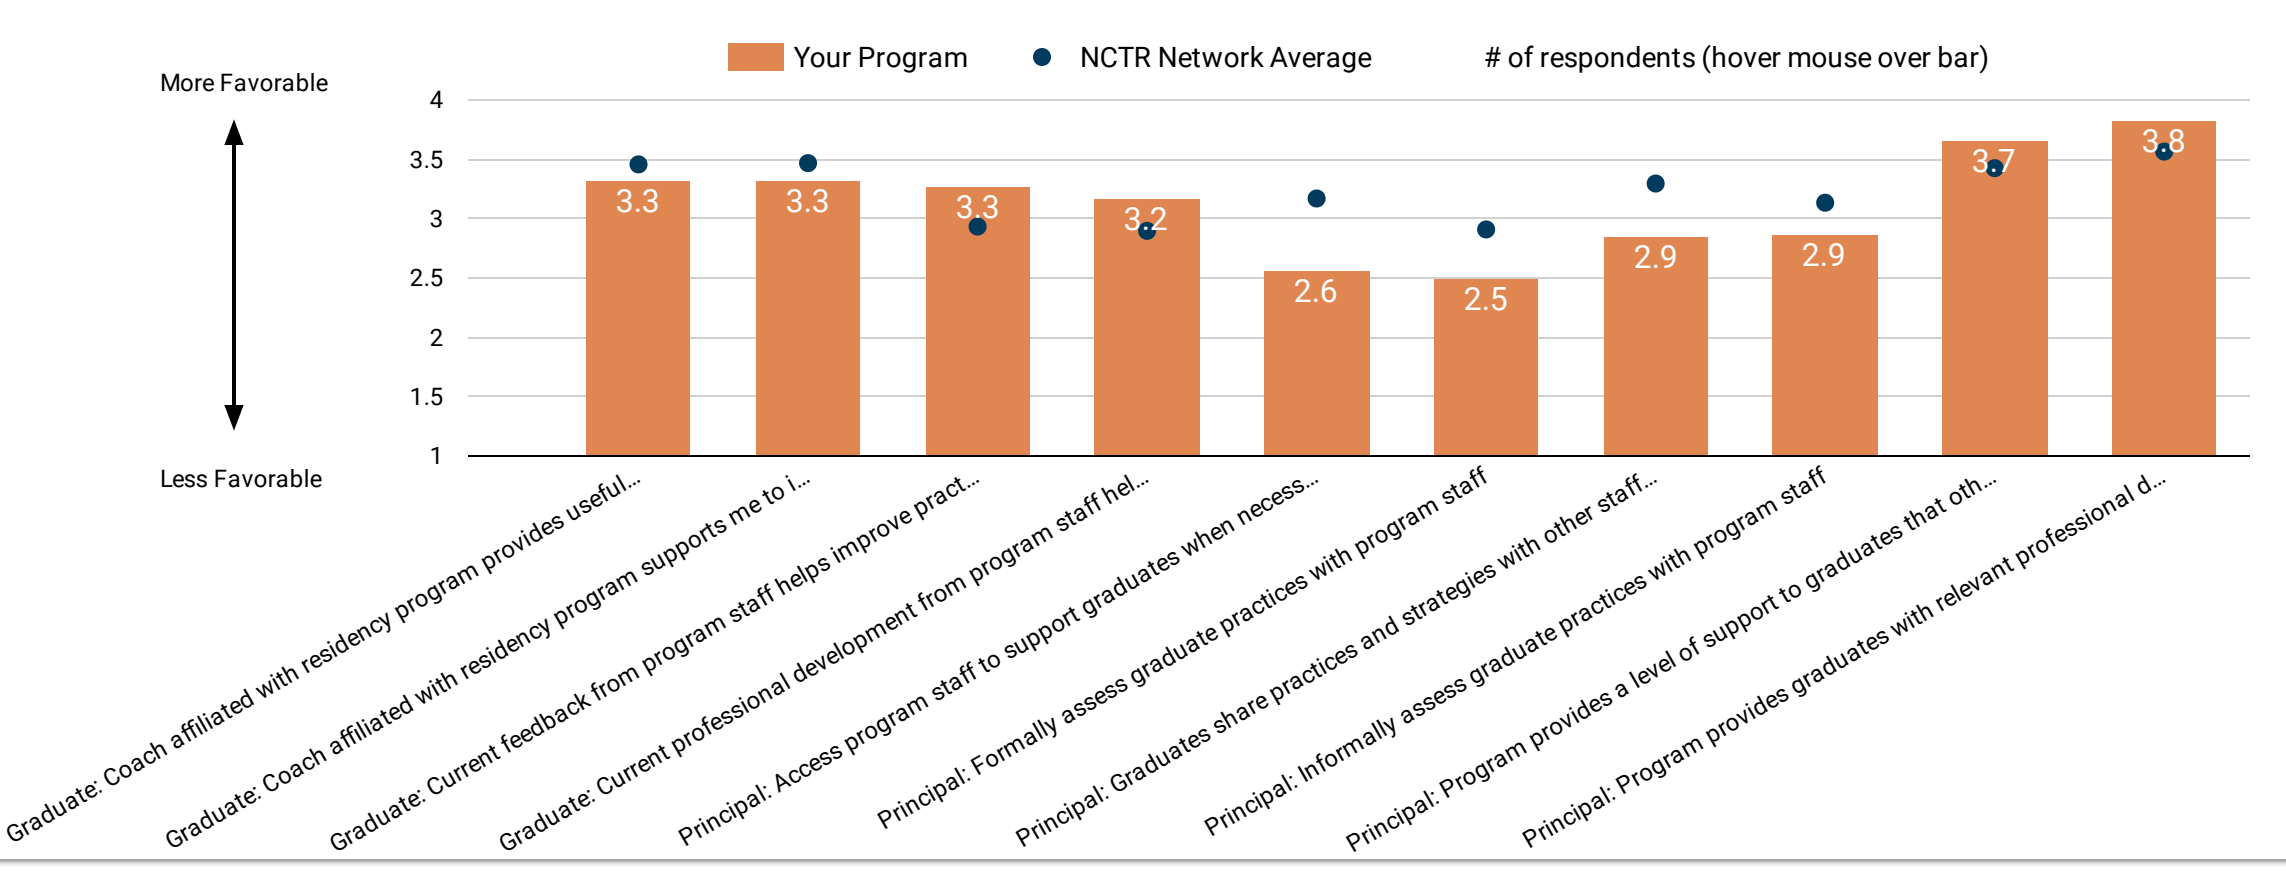 Your Program
NCTR Network Average
# of respondents (hover mouse over bar)
More Favorable
Less Favorable
4
3.5
3
2.5
2
1.5
1
3.3
3.3
3.3
3.2
2.6
2.5
2.9
2.9
3.7
3.8
Graduate: Coach affiliated with residency program provides useful...
Graduate: Coach affiliated with residency program supports me to i...
Graduate: Current feedback from program staff helps improve pract...
Graduate: Current professional development from program staff hel...
Principal: Access program staff to support graduates when necess...
Principal: Formally assess graduate practices with program staff
Principal: Graduates share practices and strategies with other staff...
Principal: Informally assess graduate practices with program staff
Principal: Program provides a level of support to graduates that oth...
Principal: Program provides graduates with relevant professional d...